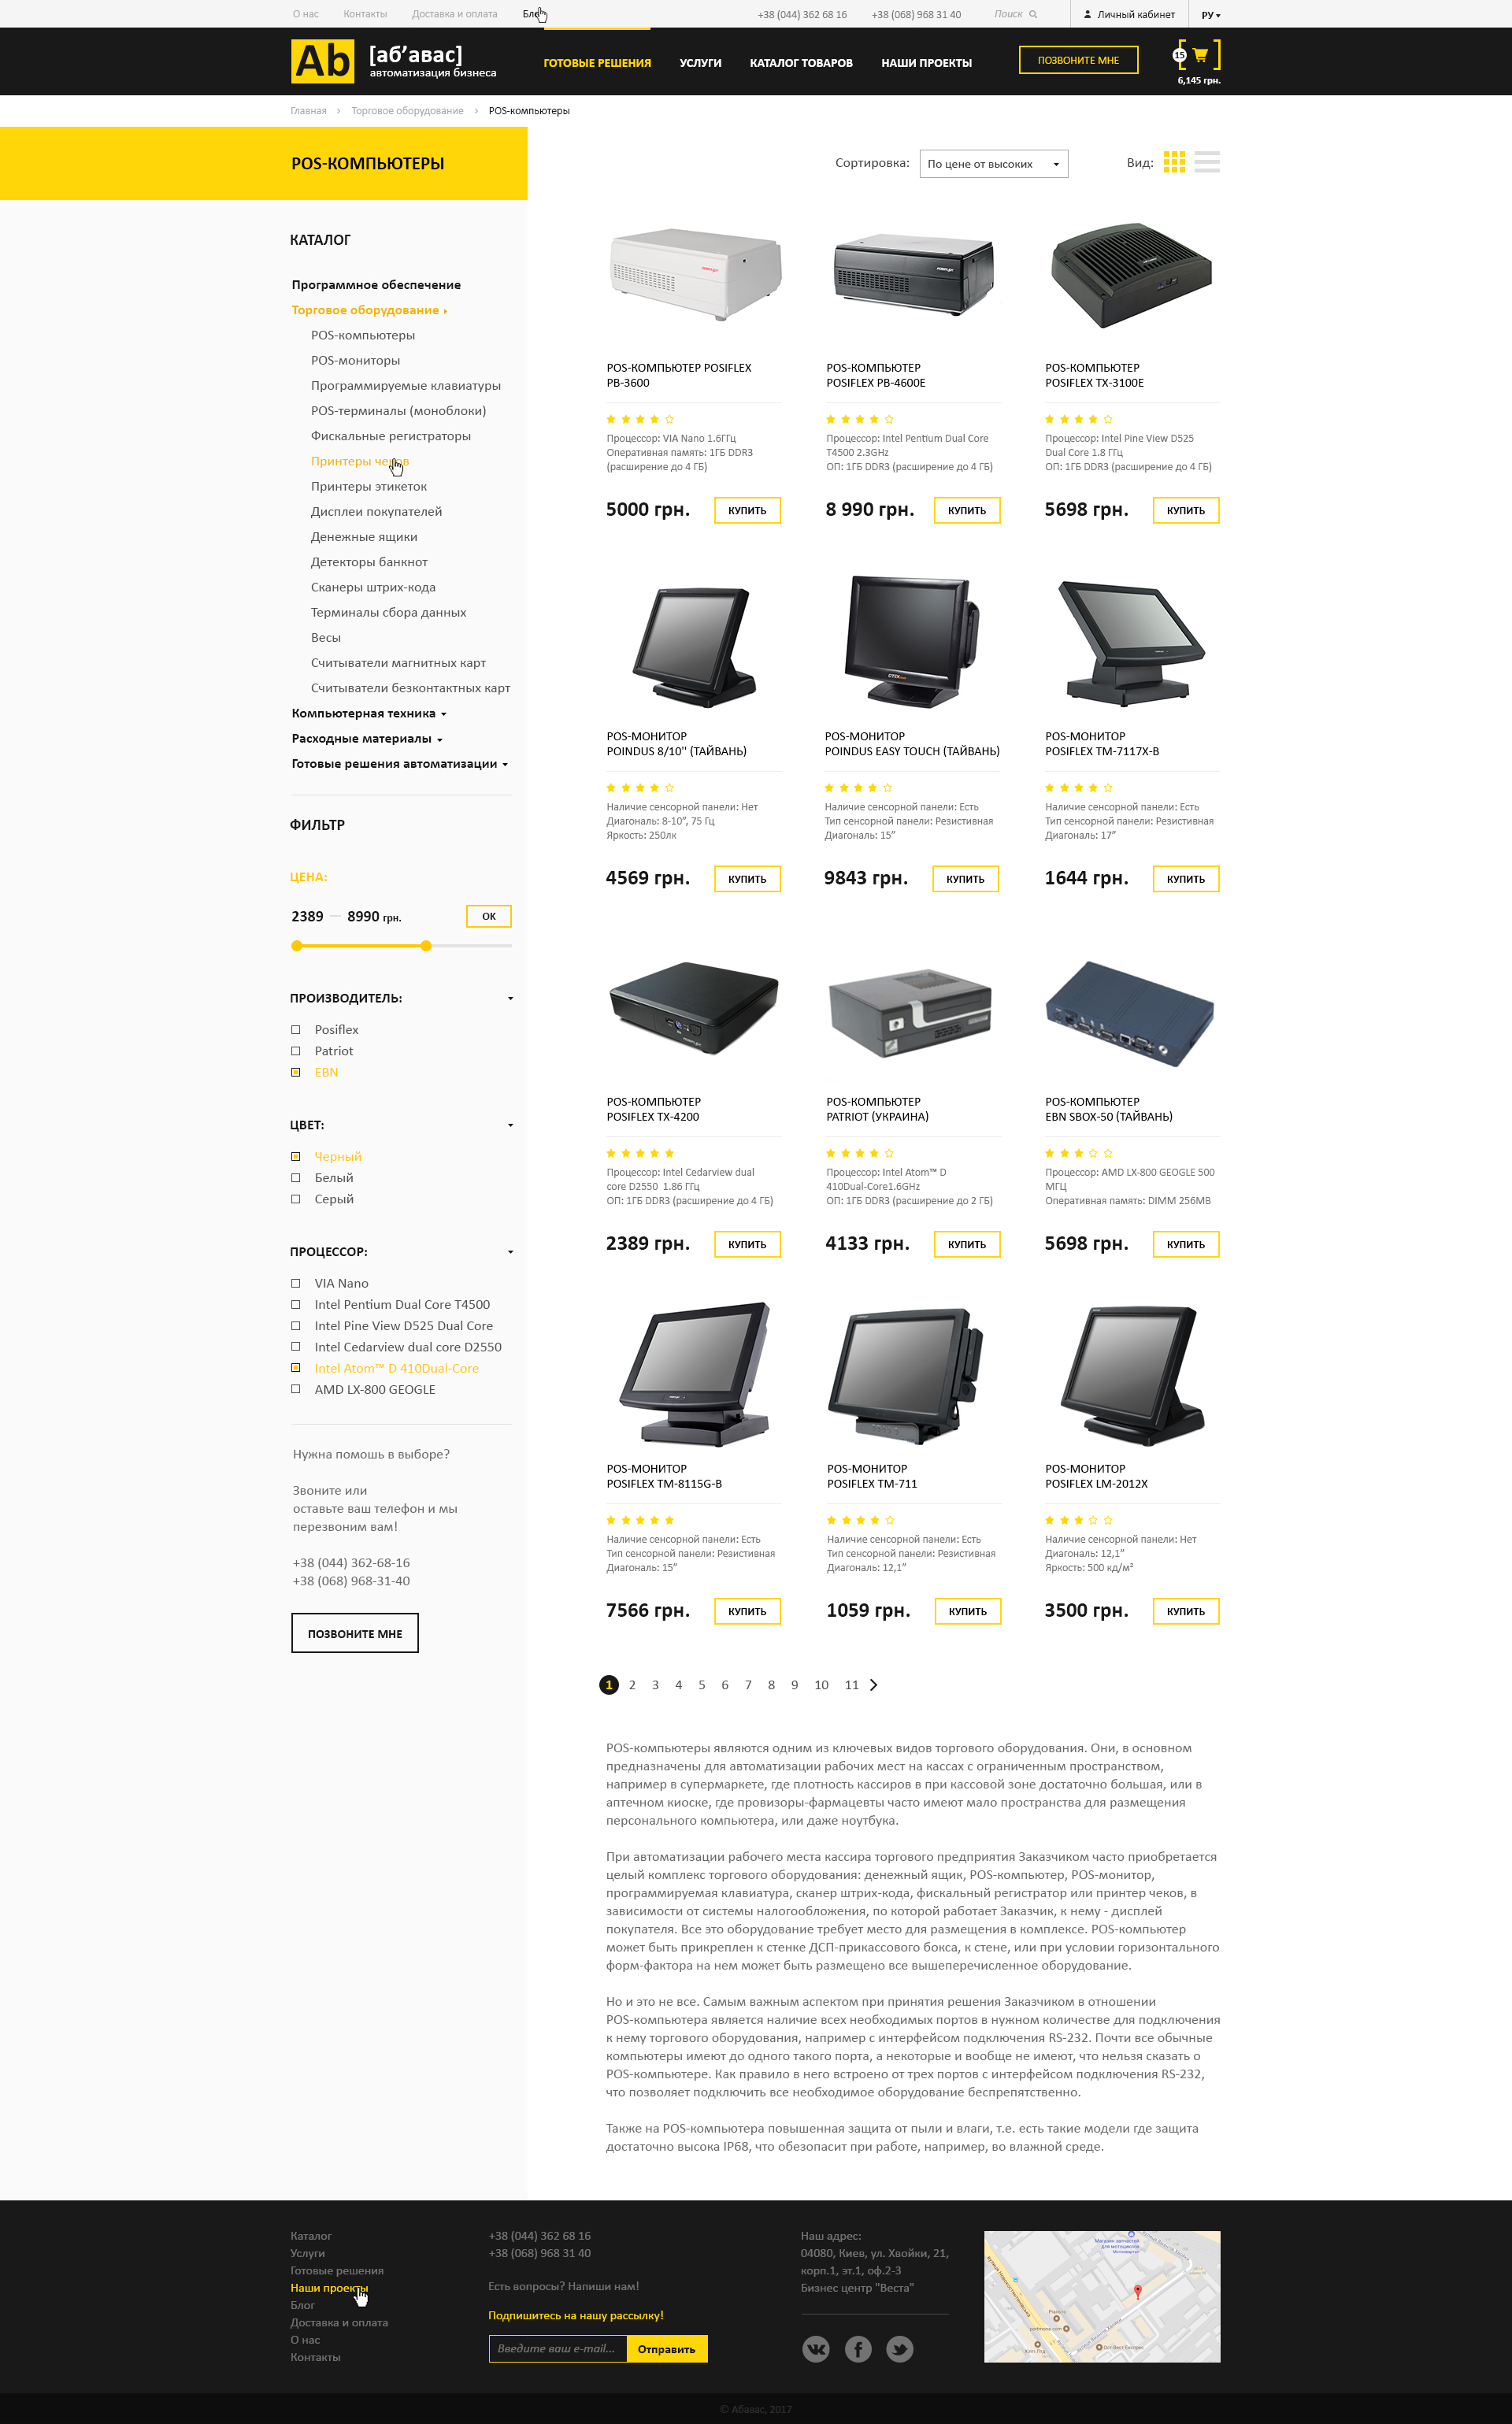 О нас Контакты Доставка и оплата +38 (044) 362 68 16 +38 (068) 968 31 40 Поиск Личный кабинет РУ
Ab [аб’авас]
автоматизация бизнеса
ГОТОВЫЕ РЕШЕНИЯ УСЛУГИ КАТАЛОГ ТОВАРОВ НАШИ ПРОЕКТЫ ПОЗВОНИТЕ МНЕ 15
6,145 грн.
Главная Торговое оборудование POS-компьютеры
POS-КОМПЬЮТЕРЫ
Сортировка: По цене от высоких Вид:
КАТАЛОГ
Программное обеспечение
Торговое оборудование
POS-компьютеры
POS-мониторы
Программируемые клавиатуры
POS-терминалы (моноблоки)
Фискальные регистраторы
Принтеры чеков
Принтеры этикеток
Дисплеи покупателей
Денежные ящики
Детекторы банкнот
Сканеры штрих-кода
Терминалы сбора данных
Весы
Считыватели магнитных карт
Считыватели безконтактных карт
Компьютерная техника
Расходные материалы
Готовые решения автоматизации
ФИЛЬТР
ЦЕНА:
2389 — 8990 грн. OK
ПРОИЗВОДИТЕЛЬ:
Posiflex
Patriot
EBN
ЦВЕТ:
Черный
Белый
Серый
ПРОЦЕССОР:
VIA Nano
Intel Pentium Dual Core T4500
Intel Pine View D525 Dual Core
Intel Cedarview dual core D2550
Intel Atom™ D 410Dual-Core
AMD LX-800 GEOGLE
Нужна помошь в выборе?
Звоните или
оставьте ваш телефон и мы
перезвоним вам!
+38 (044) 362-68-16
+38 (068) 968-31-40
ПОЗВОНИТЕ МНЕ
POS-КОМПЬЮТЕР POSIFLEX
PB-3600
Процессор: VIA Nano 1.6ГГц
Оперативная память: 1ГБ DDR3
(расширение до 4 ГБ)
5000 грн. КУПИТЬ
POS-КОМПЬЮТЕР
POSIFLEX PB-4600E
Процессор: Intel Pentium Dual Core
T4500 2.3GHz
ОП: 1ГБ DDR3 (расширение до 4 ГБ)
8 990 грн. КУПИТЬ
POS-КОМПЬЮТЕР
POSIFLEX TX-3100E
Процессор: Intel Pine View D525
Dual Core 1.8 ГГц
ОП: 1ГБ DDR3 (расширение до 4 ГБ)
5698 грн. КУПИТЬ
POS-МОНИТОР
POINDUS 8/10'' (ТАЙВАНЬ)
Наличие сенсорной панели: Нет
Диагональ: 8-10”, 75 Гц
Яркость: 250лк
4569 грн. КУПИТЬ
POS-МОНИТОР
POINDUS EASY TOUCH (ТАЙВАНЬ)
Наличие сенсорной панели: Есть
Тип сенсорной панели: Резистивная
Диагональ: 15”
9843 грн. КУПИТЬ
POS-МОНИТОР
POSIFLEX TM-7117X-B
Наличие сенсорной панели: Есть
Тип сенсорной панели: Резистивная
Диагональ: 17”
1644 грн. КУПИТЬ
POS-КОМПЬЮТЕР
POSIFLEX TX-4200
Процессор: Intel Cedarview dual
core D2550 1.86 ГГц
ОП: 1ГБ DDR3 (расширение до 4 ГБ)
2389 грн. КУПИТЬ
POS-КОМПЬЮТЕР
PATRIOT (УКРАИНА)
Процессор: Intel Atom™ D
410Dual-Core1.6GHz
ОП: 1ГБ DDR3 (расширение до 2 ГБ)
4133 грн. КУПИТЬ
POS-КОМПЬЮТЕР
EBN SBOX-50 (ТАЙВАНЬ)
Процессор: AMD LX-800 GEOGLE 500
МГЦ
Оперативная память: DIMM 256MB
5698 грн. КУПИТЬ
POS-МОНИТОР
POSIFLEX TM-8115G-B
Наличие сенсорной панели: Есть
Тип сенсорной панели: Резистивная
Диагональ: 15”
7566 грн. КУПИТЬ
POS-МОНИТОР
POSIFLEX TM-711
Наличие сенсорной панели: Есть
Тип сенсорной панели: Резистивная
Диагональ: 12,1”
1059 грн. КУПИТЬ
POS-МОНИТОР
POSIFLEX LM-2012X
Наличие сенсорной панели: Нет
Диагональ: 12,1”
Яркость: 500 кд/м²
3500 грн. КУПИТЬ
1 2 3 4 5 6 7 8 9 10 11
POS-компьютеры являются одним из ключевых видов торгового оборудования. Они, в основном
предназначены для автоматизации рабочих мест на кассах с ограниченным пространством,
например в супермаркете, где плотность кассиров в при кассовой зоне достаточно большая, или в
аптечном киоске, где провизоры-фармацевты часто имеют мало пространства для размещения
персонального компьютера, или даже ноутбука.
При автоматизации рабочего места кассира торгового предприятия Заказчиком часто приобретается
целый комплекс торгового оборудования: денежный ящик, POS-компьютер, POS-монитор,
программируемая клавиатура, сканер штрих-кода, фискальный регистратор или принтер чеков, в
зависимости от системы налогообложения, по которой работает Заказчик, к нему - дисплей
покупателя. Все это оборудование требует место для размещения в комплексе. POS-компьютер
может быть прикреплен к стенке ДСП-прикассового бокса, к стене, или при условии горизонтального
форм-фактора на нем может быть размещено все вышеперечисленное оборудование.
Но и это не все. Самым важным аспектом при принятия решения Заказчиком в отношении
POS-компьютера является наличие всех необходимых портов в нужном количестве для подключения
к нему торгового оборудования, например с интерфейсом подключения RS-232. Почти все обычные
компьютеры имеют до одного такого порта, а некоторые и вообще не имеют, что нельзя сказать о
POS-компьютере. Как правило в него встроено от трех портов с интерфейсом подключения RS-232,
что позволяет подключить все необходимое оборудование беспрепятственно.
Также на POS-компьютера повышенная защита от пыли и влаги, т.е. есть такие модели где защита
достаточно высока IP68, что обезопасит при работе, например, во влажной среде.
Каталог
Услуги
Готовые решения
Наши проекты
Блог
Доставка и оплата
О нас
Контакты
+38 (044) 362 68 16
+38 (068) 968 31 40
Есть вопросы? Напиши нам!
Подпишитесь на нашу рассылку!
Введите ваш e-mail... Отправить
Наш адрес:
04080, Киев, ул. Хвойки, 21,
корп.1, эт.1, оф.2-3
Бизнес центр "Веста"
© Абавас, 2017